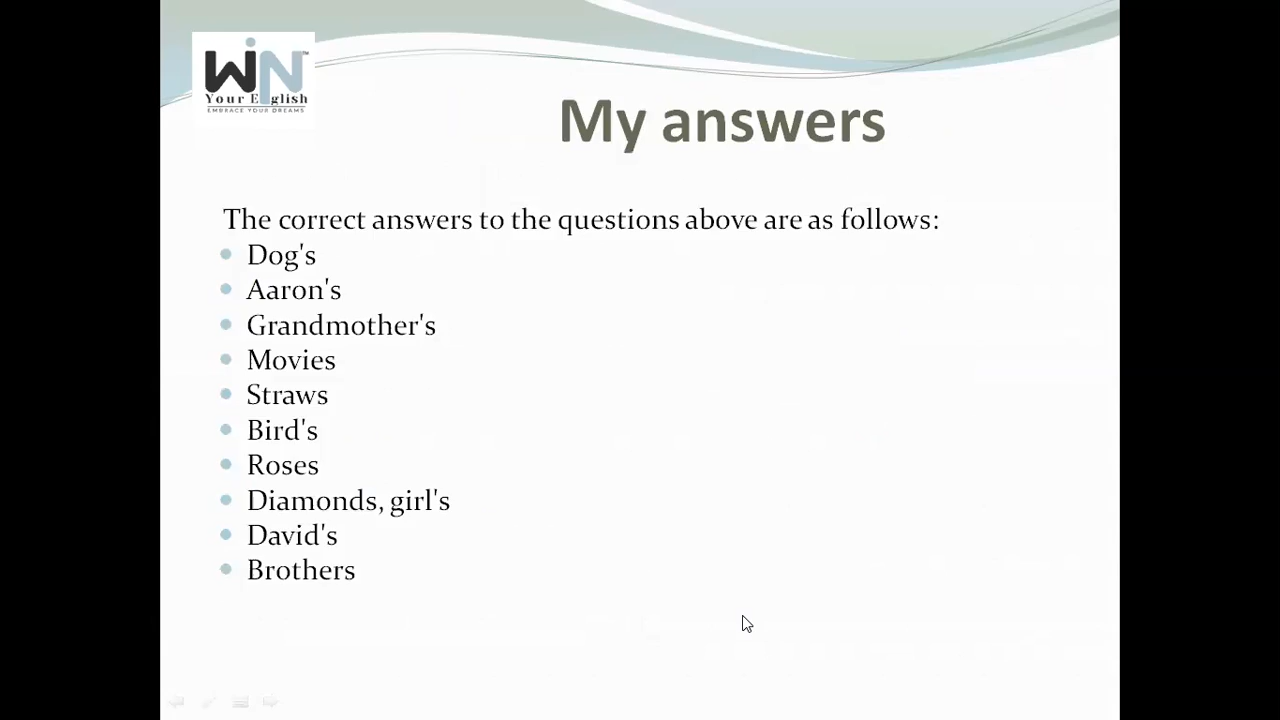 WiN™
Your English
EMBRACE YOUR DREAMS
My answers
The correct answers to the questions above are as follows:
Dog's
Aaron's
Grandmother's
Movies
Straws
Bird's
Roses
Diamonds, girl's
David's
Brothers